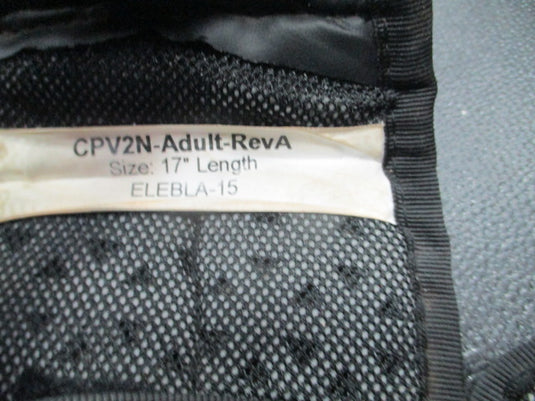 CPV2N-Adult-RevA
Size: 17" Length
ELEBLA-15